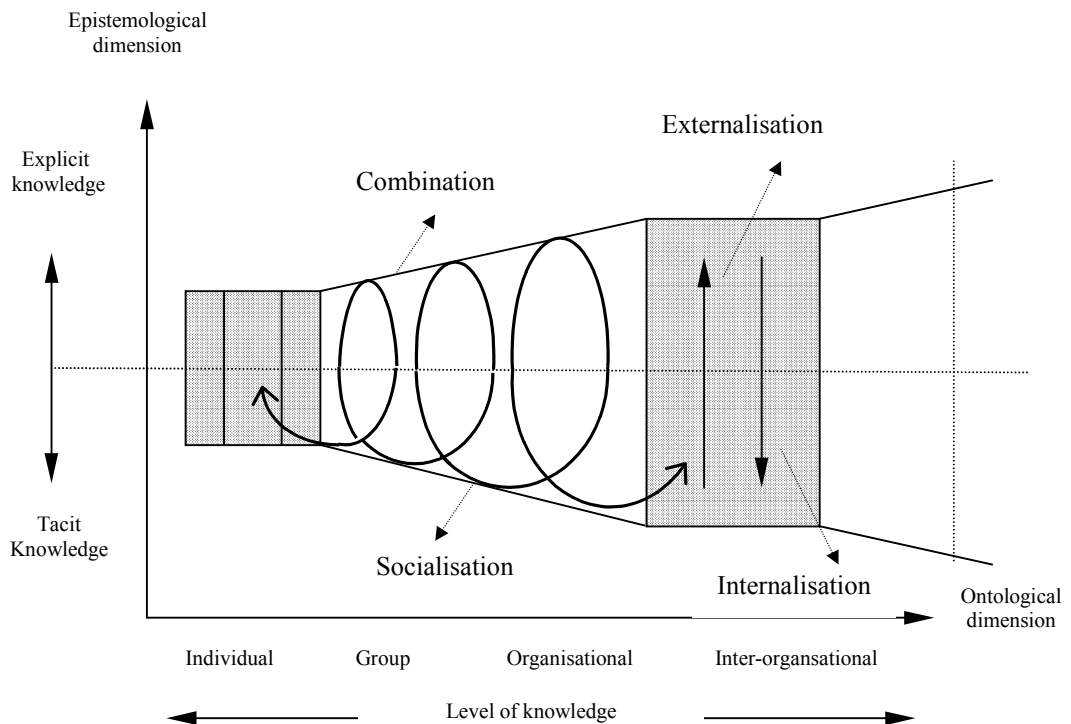 Epistemological
dimension
Externalisation
Explicit
knowledge
Combination
Tacit
Knowledge
Socialisation
Internalisation
Ontological
dimension
Individual
Group
Organisational
Inter-organsational
Level of knowledge